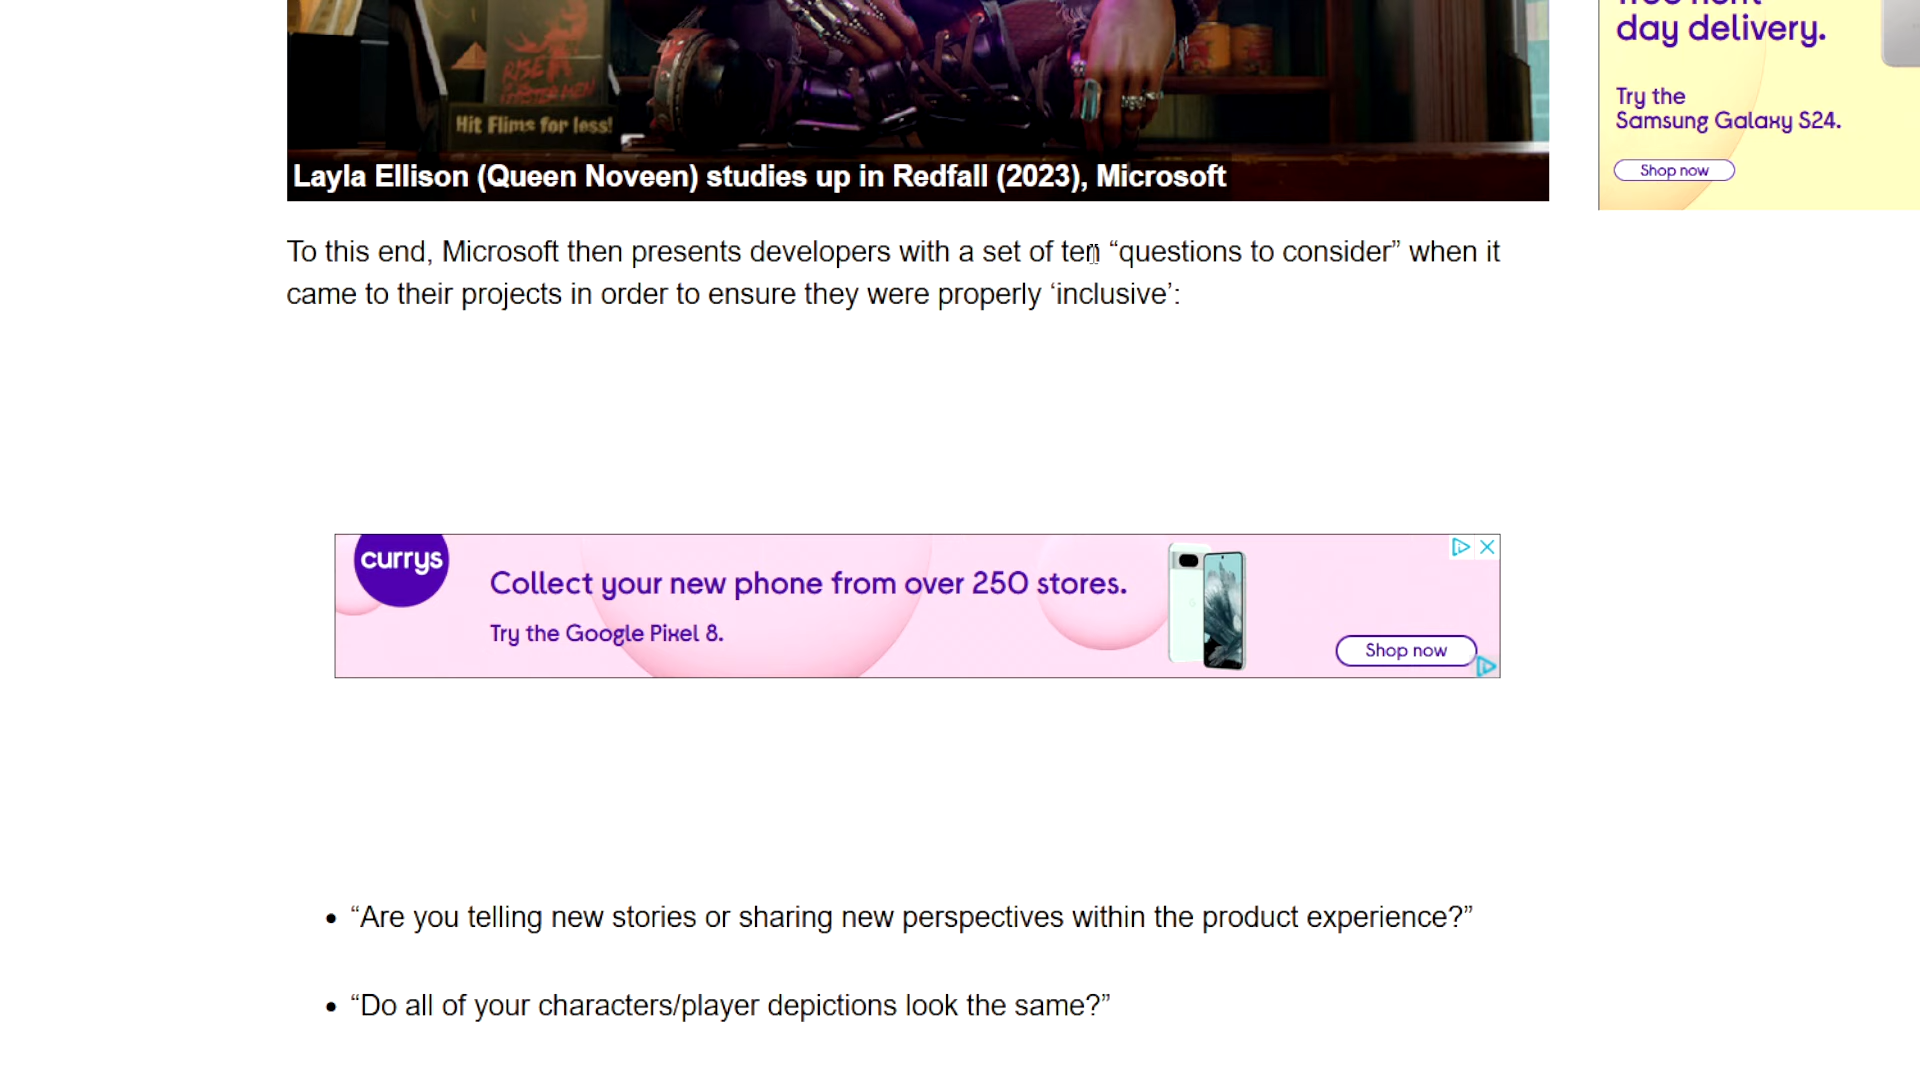 free next
day delivery.
Try the
Samsung Galaxy S24.
Shop now
RISE
Hit Flims for less!
Layla Ellison (Queen Noveen) studies up in Redfall (2023), Microsoft
To this end, Microsoft then presents developers with a set of ten “questions to consider” when it
came to their projects in order to ensure they were properly ‘inclusive’:
currys
Collect your new phone from over 250 stores.
Try the Google Pixel 8.
Shop now
• “Are you telling new stories or sharing new perspectives within the product experience?”
• “Do all of your characters/player depictions look the same?”